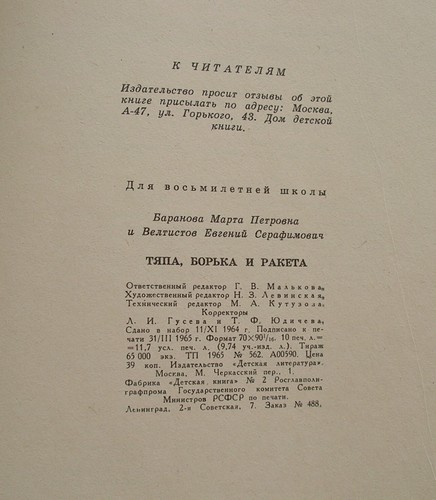 К ЧИТАТЕЛЯМ
Издательство просит отзывы об этой
книге присылать по адресу: Москва,
А-47, ул. Горького, 43. Дом детской
книги.
Для восьмилетней школы
Баранова Марта Петровна
и Велтистов Евгений Серафимович
ТЯПА, БОРЬКА И РАКЕТА
Ответственный редактор Г. В. Малькова,
Художественный редактор Н. З. Левинская,
Технический редактор М. А. Кутузова.
Корректоры
Л. И. Гусева и Т. Ф. Юдичева,
Сдано в набор 11/XI 1964 г. Подписано к пе-
чати 31/III 1965 г. Формат 70×90¹/₁₆. 10 печ. л.=
=11,7 усл. печ. л. (9,74 уч.-изд. л.). Тираж
65 000 экз. ТП 1965 № 562. А00590. Цена
39 коп. Издательство «Детская литература».
Москва, М. Черкасский пер., 1.
Фабрика «Детская книга» № 2 Росглавполи-
графпрома Государственного комитета Совета
Министров РСФСР по печати.
Ленинград, 2-я Советская, 7. Заказ № 488.